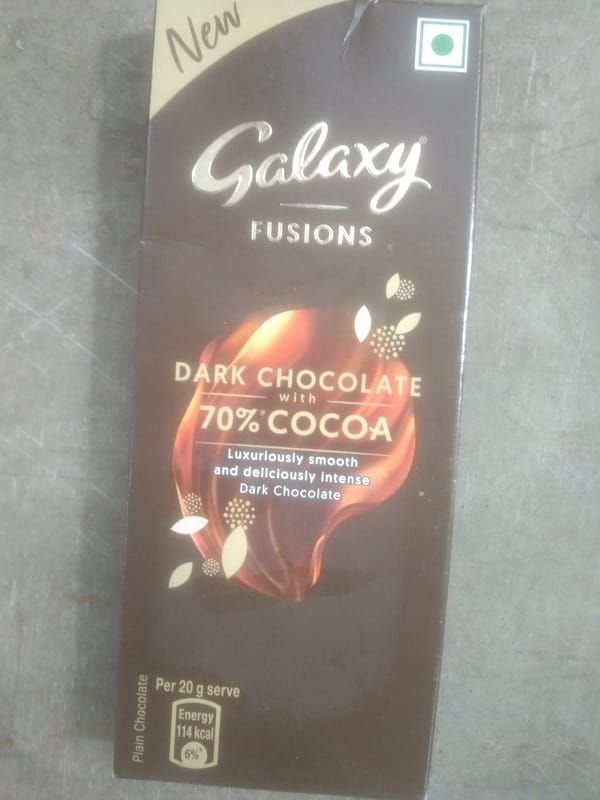 New
Galaxy
FUSIONS
DARK CHOCOLATE
with
70% COCOA
Luxuriously smooth
and deliciously intense
Dark Chocolate
Plain Chocolate
Per 20 g serve
Energy
114 kcal
6%*